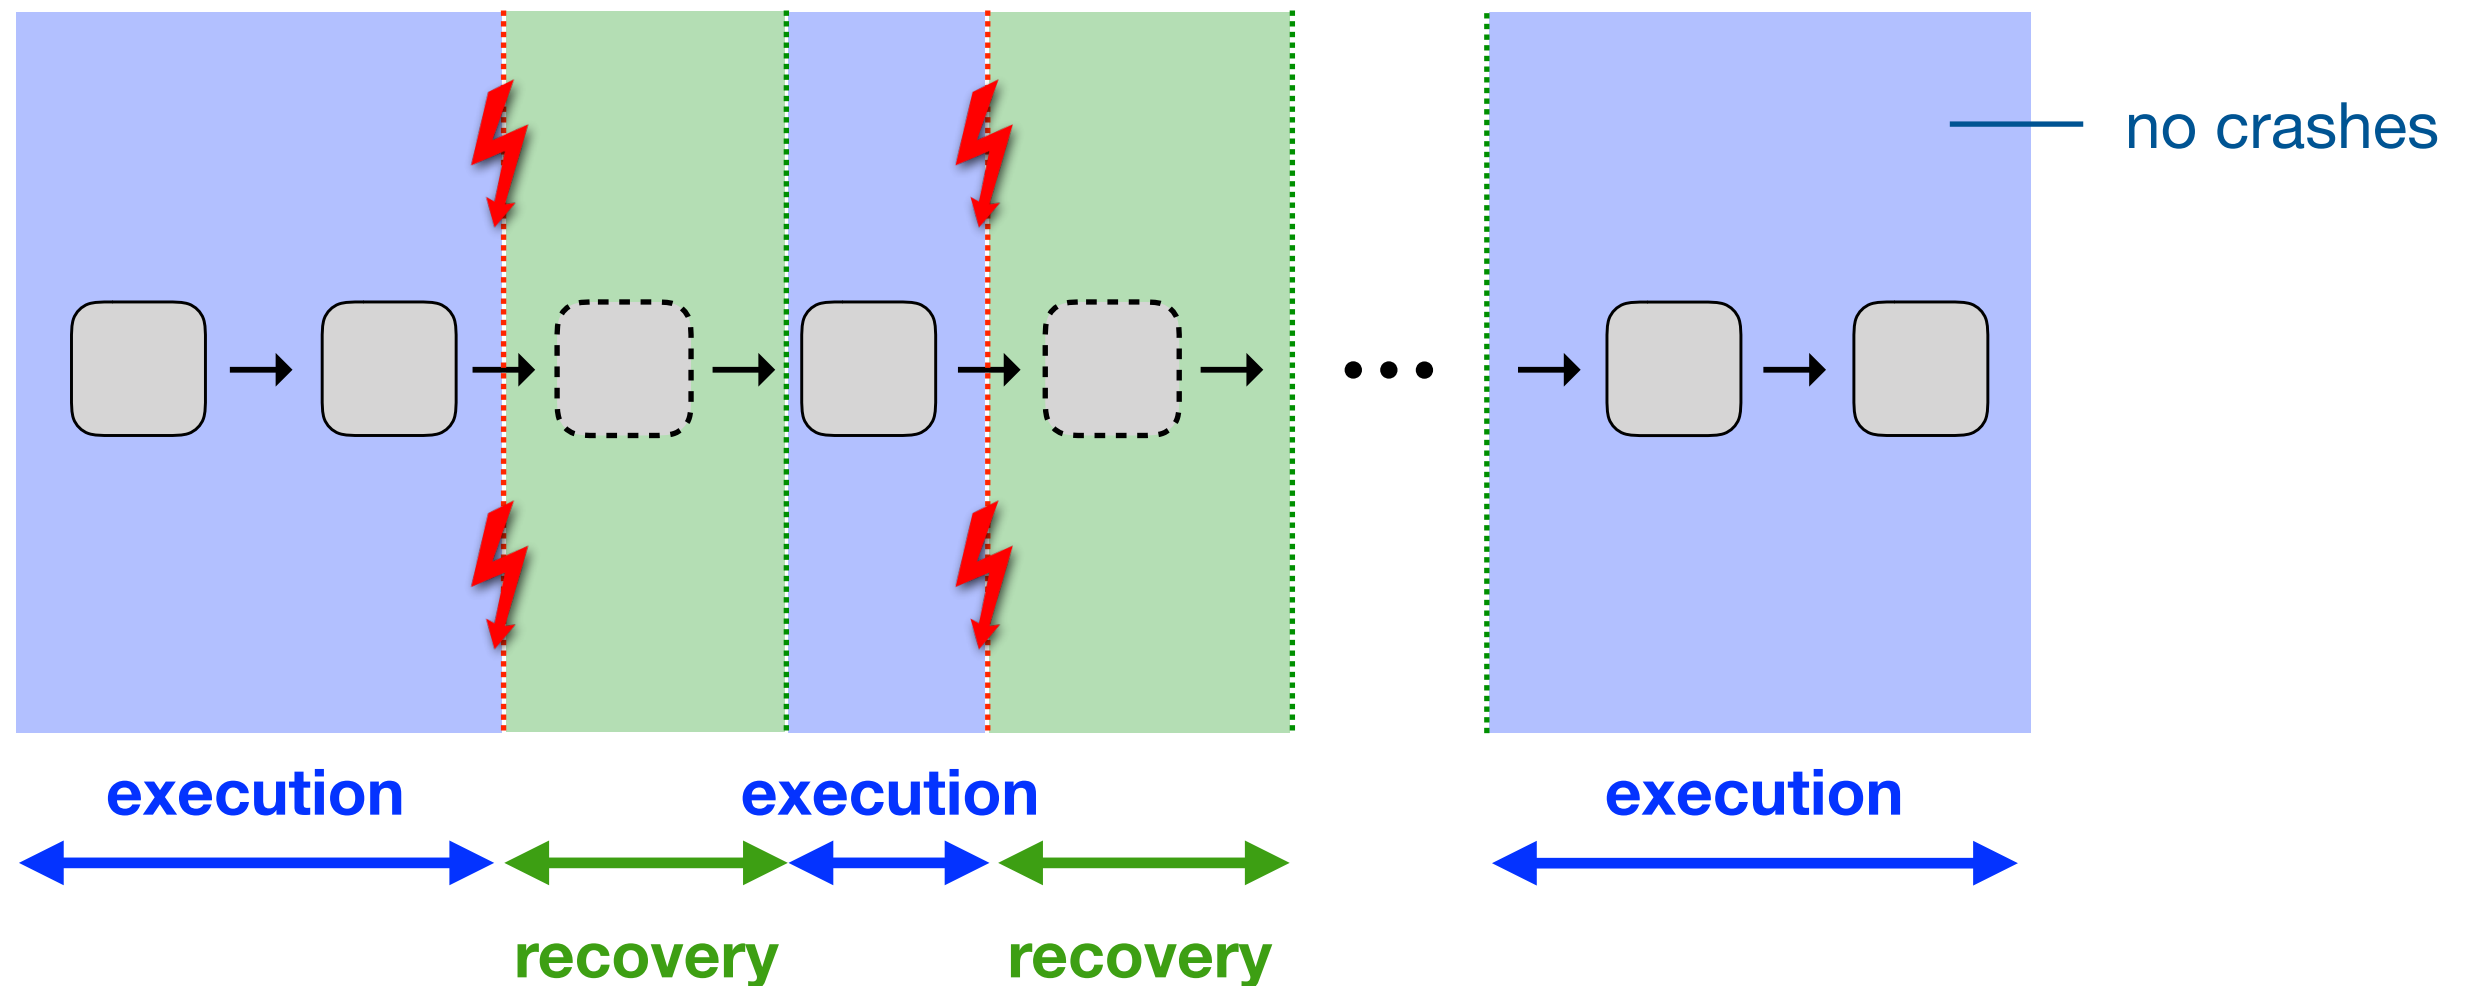 no crashes
execution
execution
execution
recovery
recovery